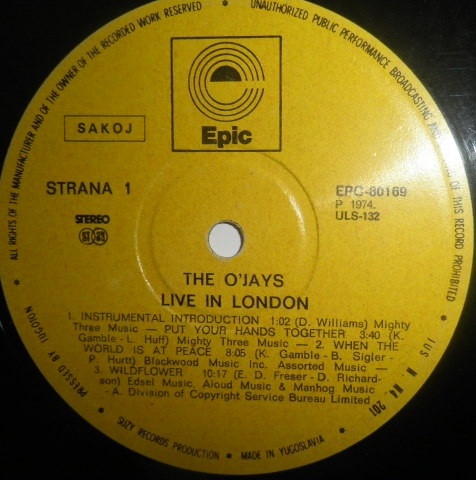 ALL RIGHTS OF THE MANUFACTURER AND OF THE OWNER OF THE RECORDED WORK RESERVED • UNAUTHORIZED PUBLIC PERFORMANCE BROADCASTING AND OF THIS RECORD PROHIBITED
Epic
SAKOJ
STRANA 1
EPC-80169
P 1974.
ULS-132
STEREO
THE O'JAYS
LIVE IN LONDON
1. INSTRUMENTAL INTRODUCTION 1:02 (D. Williams) Mighty
Three Music — PUT YOUR HANDS TOGETHER 3:40 (K.
Gamble - L. Huff) Mighty Three Music — 2. WHEN THE
WORLD IS AT PEACE 8:05 (K. Gamble - B. Sigler -
P. Hurtt) Blackwood Music Inc. Assorted Music —
3. WILDFLOWER 10:17 (E. D. Freser - D. Richard-
son) Edsel Music, Aloud Music & Manhog Music
- A. Division of Copyright Service Bureau Limited
PRESSED BY JUGOTON
SUZY RECORDS PRODUCTION • MADE IN YUGOSLAVIA
201